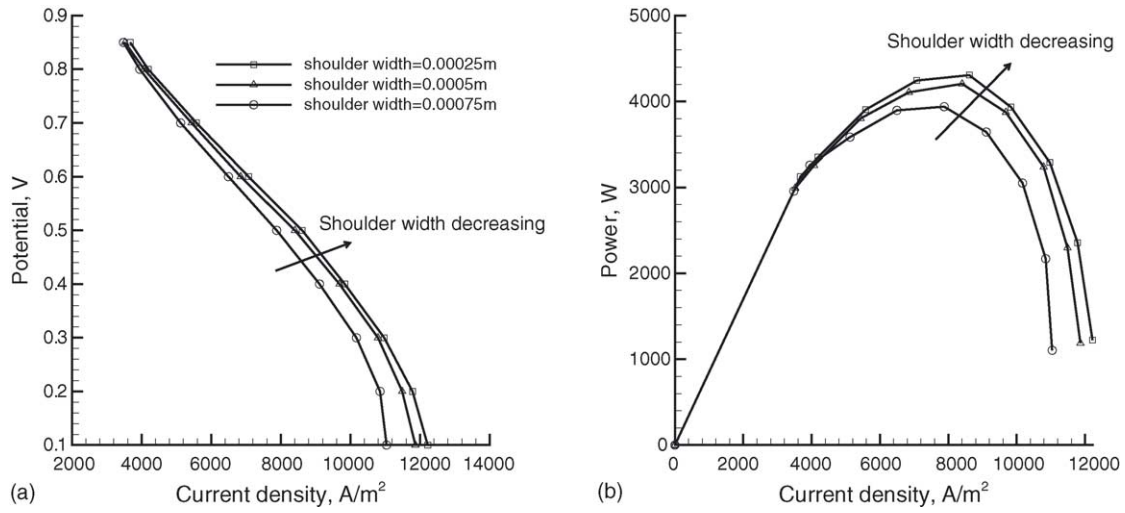 0.9
0.8
0.7
0.6
0.5
0.4
0.3
0.2
0.1
Potential, V
shoulder width=0.00025m
shoulder width=0.0005m
shoulder width=0.00075m
Shoulder width decreasing
2000 4000 6000 8000 10000 12000 14000
(a) Current density, A/m²
5000
4000
3000
2000
1000
0
Power, W
Shoulder width decreasing
0 2000 4000 6000 8000 10000 12000
(b) Current density, A/m²